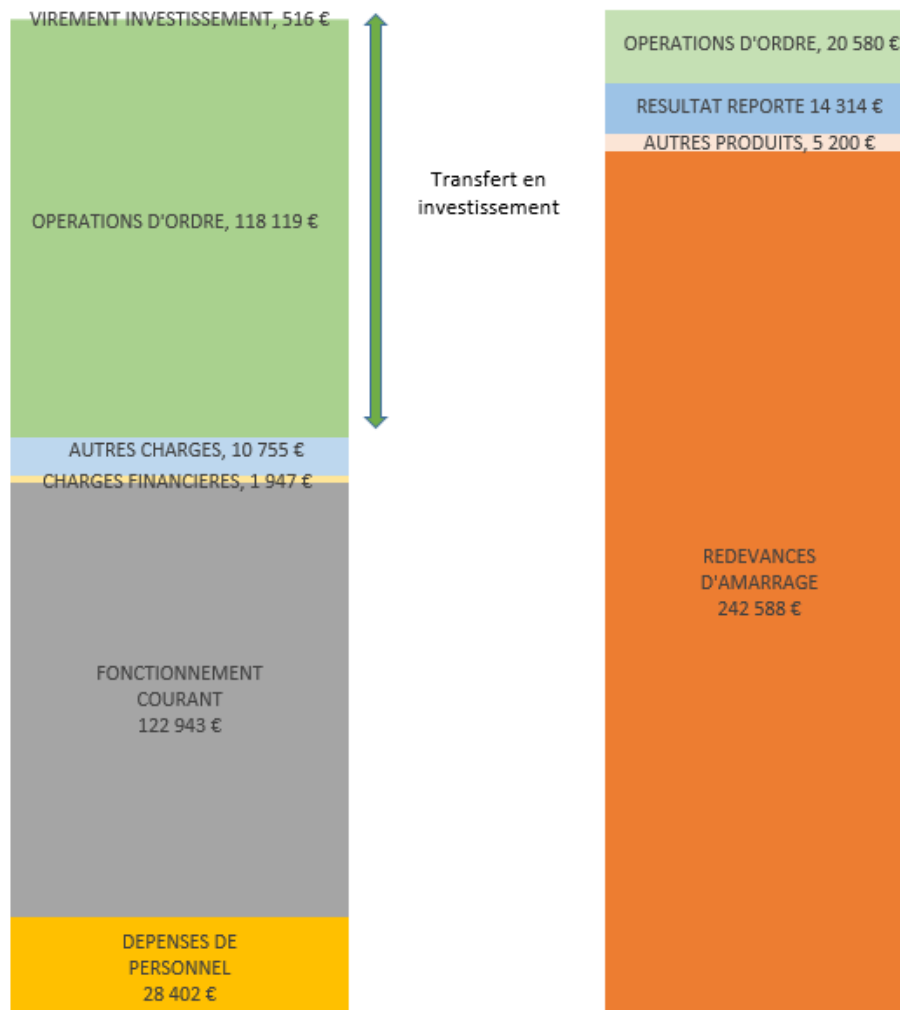 VIREMENT INVESTISSEMENT, 516 €
OPERATIONS D'ORDRE, 118 119 €
AUTRES CHARGES, 10 755 €
CHARGES FINANCIERES, 1 947 €
FONCTIONNEMENT
COURANT
122 943 €
DEPENSES DE
PERSONNEL
28 402 €
Transfert en
investissement
OPERATIONS D'ORDRE, 20 580 €
RESULTAT REPORTE 14 314 €
AUTRES PRODUITS, 5 200 €
REDEVANCES
D'AMARRAGE
242 588 €